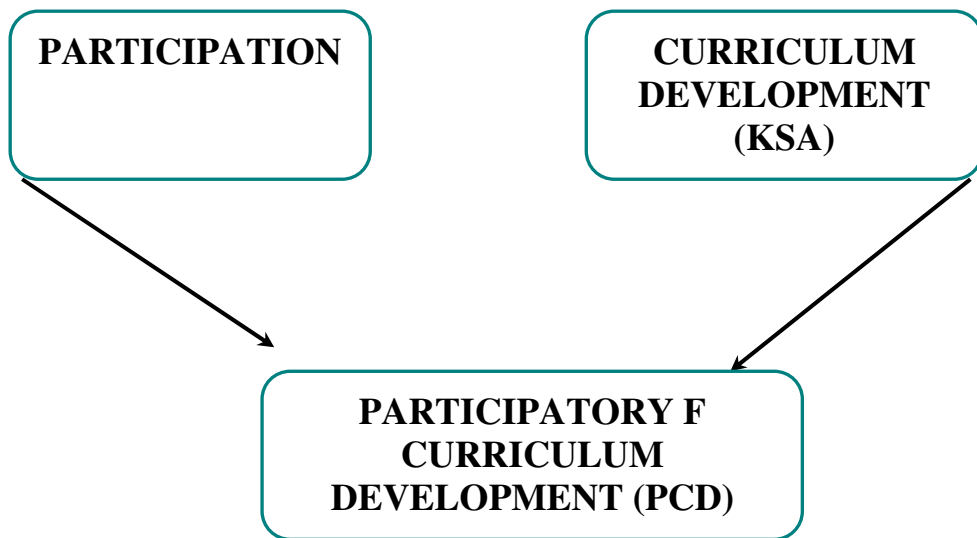 PARTICIPATION
CURRICULUM
DEVELOPMENT
(KSA)
PARTICIPATORY F
CURRICULUM
DEVELOPMENT (PCD)